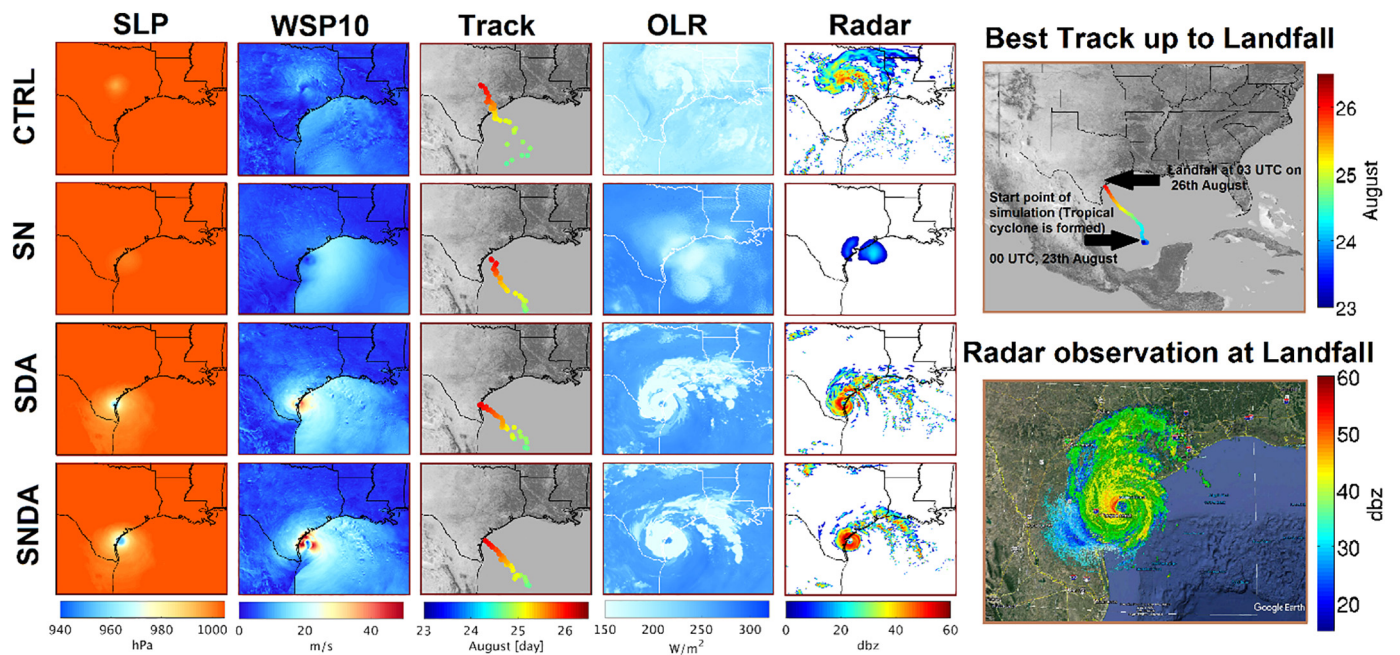 SLP
WSP10
Track
OLR
Radar
CTRL
SN
SDA
SNDA
940
960
980
1000
hPa
0
20
40
m/s
23
24
25
26
August [day]
150
200
250
300
W/m²
0
20
40
60
dbz
Best Track up to Landfall
Landfall at 03 UTC on
26th August
Start point of
simulation (Tropical
cyclone is formed)
00 UTC, 23th August
26
25
24
23
August
Radar observation at Landfall
60
50
40
30
20
dbz
Google Earth